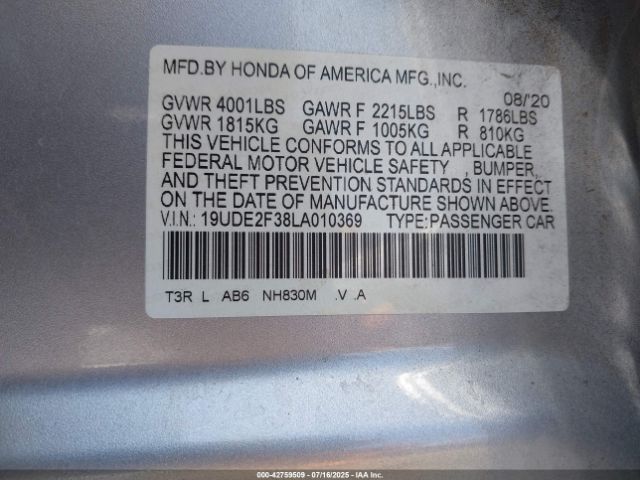 MFD.BY HONDA OF AMERICA MFG.,INC.
08/'20
GVWR 4001LBS GAWR F 2215LBS R 1786LBS
GVWR 1815KG GAWR F 1005KG R 810KG
THIS VEHICLE CONFORMS TO ALL APPLICABLE
FEDERAL MOTOR VEHICLE SAFETY , BUMPER,
AND THEFT PREVENTION STANDARDS IN EFFECT
ON THE DATE OF MANUFACTURE SHOWN ABOVE.
V.I.N.: 19UDE2F38LA010369 TYPE:PASSENGER CAR
T3R L AB6 NH830M .V .A
000-42759509 | 07/16/2025 | IAA Inc.